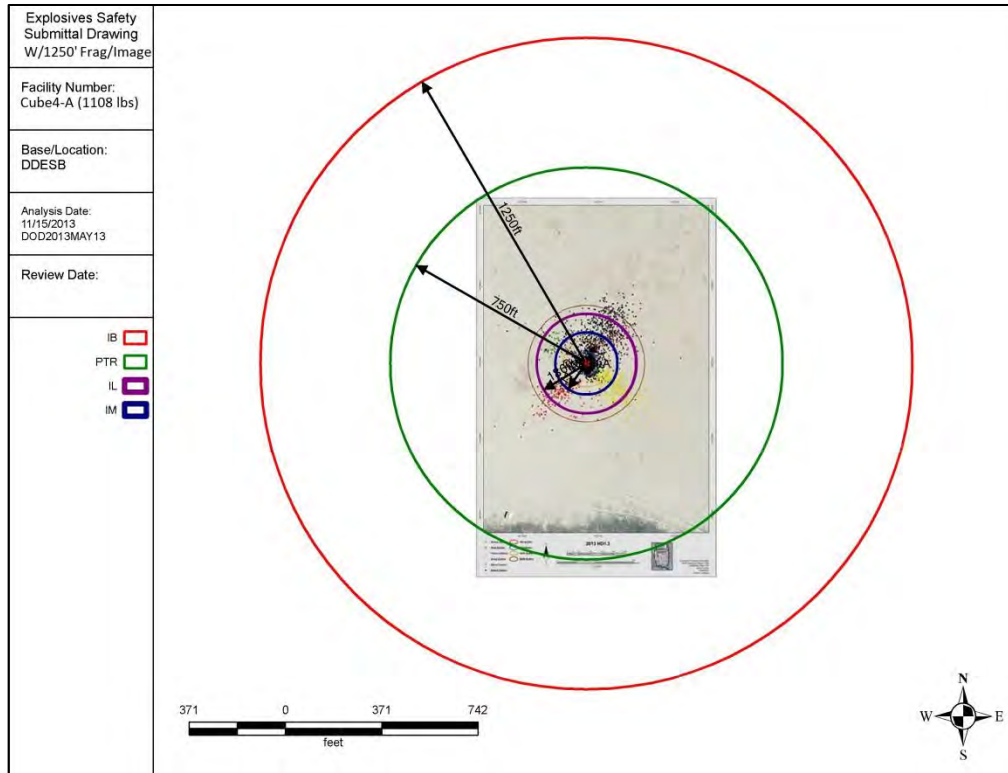 Explosives Safety
Submittal Drawing
W/1250' Frag/Image
Facility Number:
Cube4-A (1108 lbs)
Base/Location:
DDESB
Analysis Date:
11/15/2013
DOD2013MAY13
Review Date:
IB
PTR
IL
IM
1250ft
750ft
371 0 371 742
feet
N
W E
S